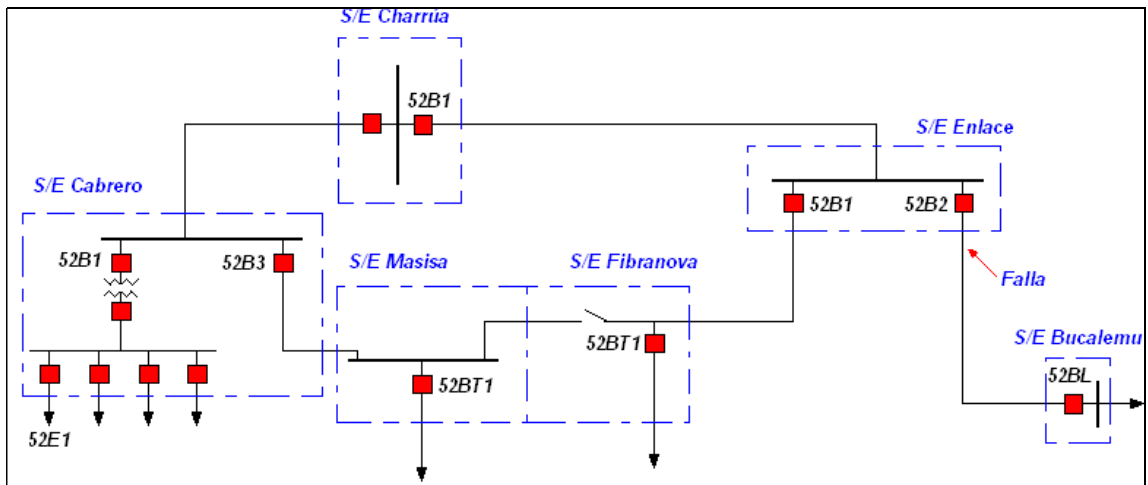 S/E Charrúa
52B1
S/E Enlace
S/E Cabrero
52B1
52B2
52B1
52B3
S/E Masisa
S/E Fibranova
Falla
52BT1
S/E Bucalemu
52BT1
52BL
52E1